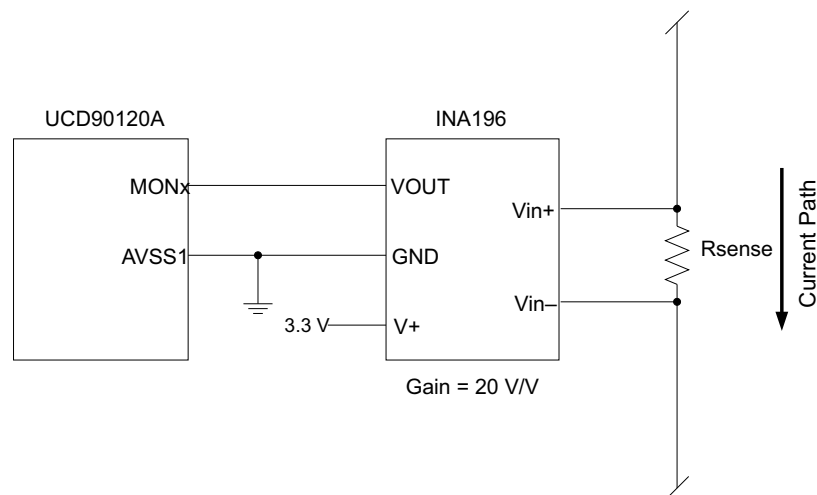 UCD90120A
INA196
MONx
VOUT
Vin+
AVSS1
GND
Rsense
Current Path
Vin–
3.3 V
V+
Gain = 20 V/V